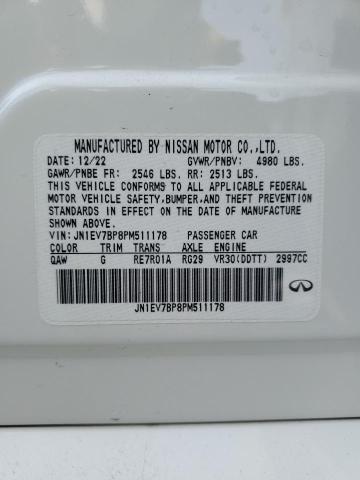 MANUFACTURED BY NISSAN MOTOR CO.,LTD.
DATE: 12/22 GVWR/PNBV: 4980 LBS.
GAWR/PNBE FR: 2546 LBS. RR: 2513 LBS.
THIS VEHICLE CONFORMS TO ALL APPLICABLE FEDERAL
MOTOR VEHICLE SAFETY,BUMPER,AND THEFT PREVENTION
STANDARDS IN EFFECT ON THE DATE OF MANUFACTURE
SHOWN ABOVE.
VIN: JN1EV7BP8PM511178 PASSENGER CAR
COLOR TRIM TRANS AXLE ENGINE
QAW G RE7R01A RG29 VR30(DDTT) 2997CC
JN1EV7BP8PM511178